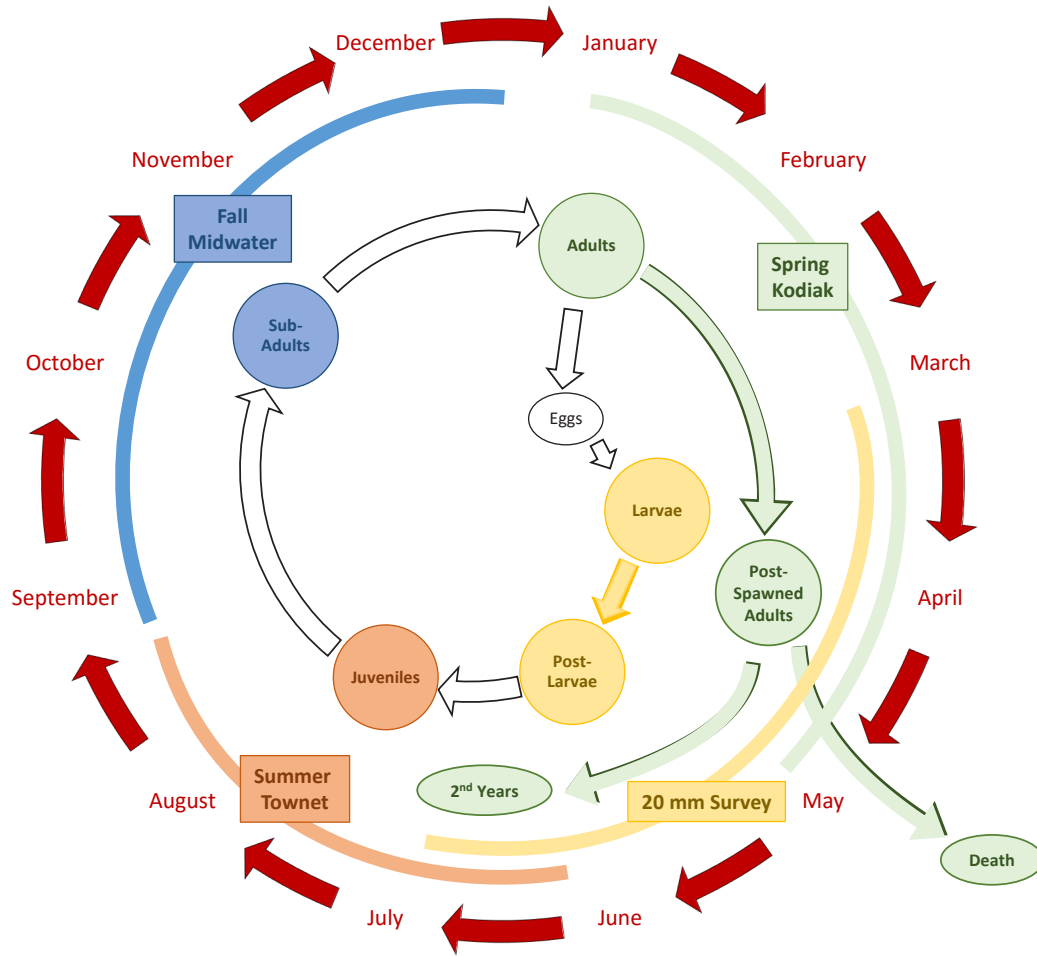 December
January
November
February
Fall
Midwater
Adults
Spring
Kodiak
Sub-
Adults
October
March
Eggs
Larvae
September
Post-
Spawned
Adults
April
Juveniles
Post-
Larvae
August
Summer
Townet
2nd Years
20 mm Survey
May
Death
July
June